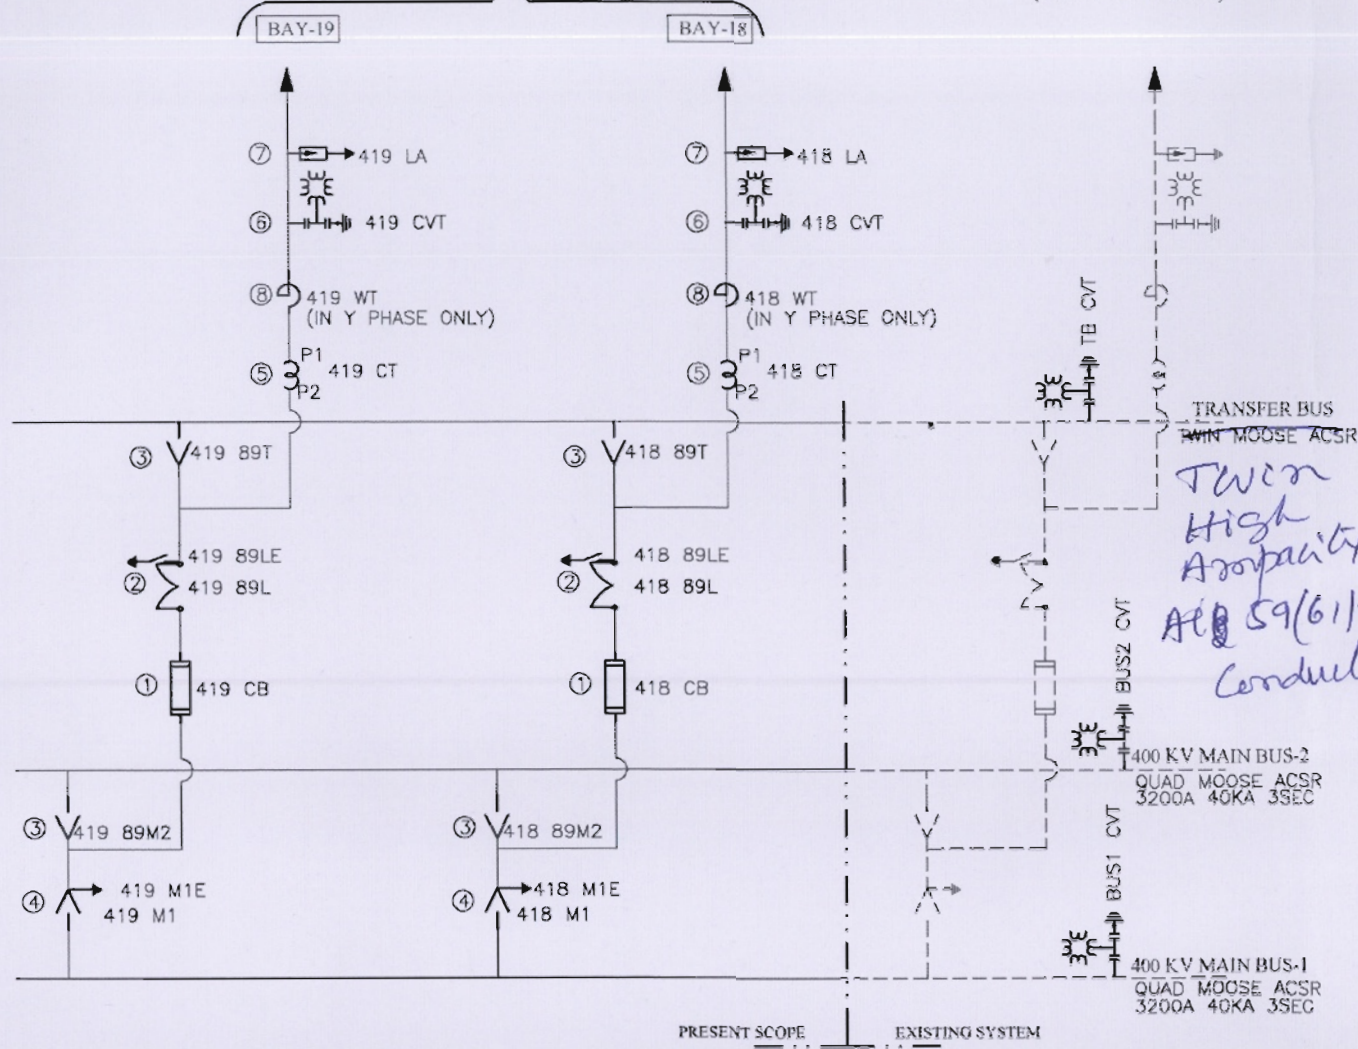 BAY-19
BAY-18
7
419 LA
7
418 LA
6
419 CVT
6
418 CVT
8
419 WT
(IN Y PHASE ONLY)
8
418 WT
(IN Y PHASE ONLY)
TB CVT
5
P1
419 CT
P2
5
P1
418 CT
P2
TRANSFER BUS
TWIN MOOSE ACSR
Twin
High
Ampacity
59(61)
3
419 89T
3
418 89T
419 89LE
2
419 89L
418 89LE
2
418 89L
1
419 CB
1
418 CB
BUS2 CVT
400 KV MAIN BUS-2
QUAD MOOSE ACSR
3200A 40KA 3SEC
3
419 89M2
3
418 89M2
4
419 M1E
419 M1
4
418 M1E
418 M1
BUS1 CVT
400 KV MAIN BUS-1
QUAD MOOSE ACSR
3200A 40KA 3SEC
PRESENT SCOPE
EXISTING SYSTEM